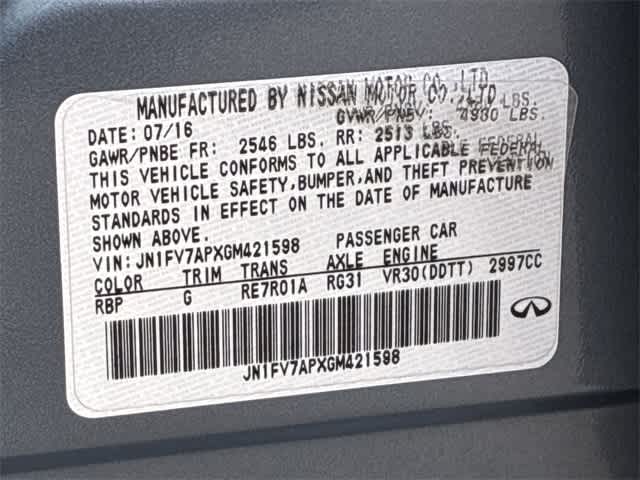 MANUFACTURED BY NISSAN MOTOR CO., LTD.
DATE: 07/16 GVWR/PNBV: 4980 LBS.
GAWR/PNBE FR: 2546 LBS. RR: 2513 LBS.
THIS VEHICLE CONFORMS TO ALL APPLICABLE FEDERAL
MOTOR VEHICLE SAFETY,BUMPER,AND THEFT PREVENTION
STANDARDS IN EFFECT ON THE DATE OF MANUFACTURE
SHOWN ABOVE.
VIN: JN1FV7APXGM421598 PASSENGER CAR
COLOR TRIM TRANS AXLE ENGINE
RBP G RE7R01A RG31 VR30(DDTT) 2997CC
JN1FV7APXGM421598